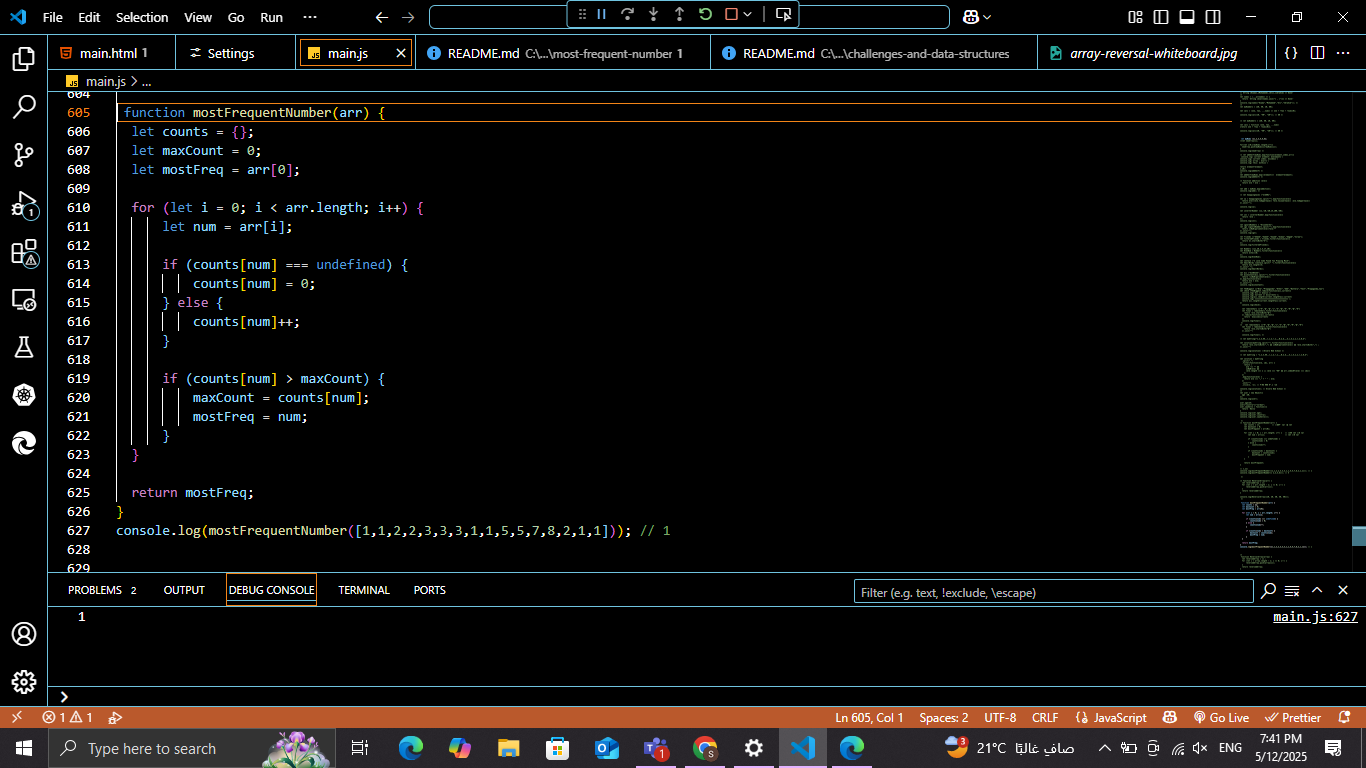 File Edit Selection View Go Run ···
main.html 1
Settings
main.js
README.md C:\...\most-frequent-number 1
README.md C:\...\challenges-and-data-structures
array-reversal-whiteboard.jpg
JS main.js > ...
604
605 function mostFrequentNumber(arr) {
606 let counts = {};
607 let maxCount = 0;
608 let mostFreq = arr[0];
609
610 for (let i = 0; i < arr.length; i++) {
611 let num = arr[i];
612
613 if (counts[num] === undefined) {
614 counts[num] = 0;
615 } else {
616 counts[num]++;
617 }
618
619 if (counts[num] > maxCount) {
620 maxCount = counts[num];
621 mostFreq = num;
622 }
623 }
624
625 return mostFreq;
626 }
627 console.log(mostFrequentNumber([1,1,2,2,3,3,3,1,1,5,5,7,8,2,1,1])); // 1
628
629
PROBLEMS 2 OUTPUT DEBUG CONSOLE TERMINAL PORTS
Filter (e.g. text, !exclude, \escape)
1 main.js:627
1 1 Ln 605, Col 1 Spaces: 2 UTF-8 CRLF {} JavaScript Go Live Prettier
Type here to search
21°C صافٍ غالبًا
ENG
7:41 PM
5/12/2025